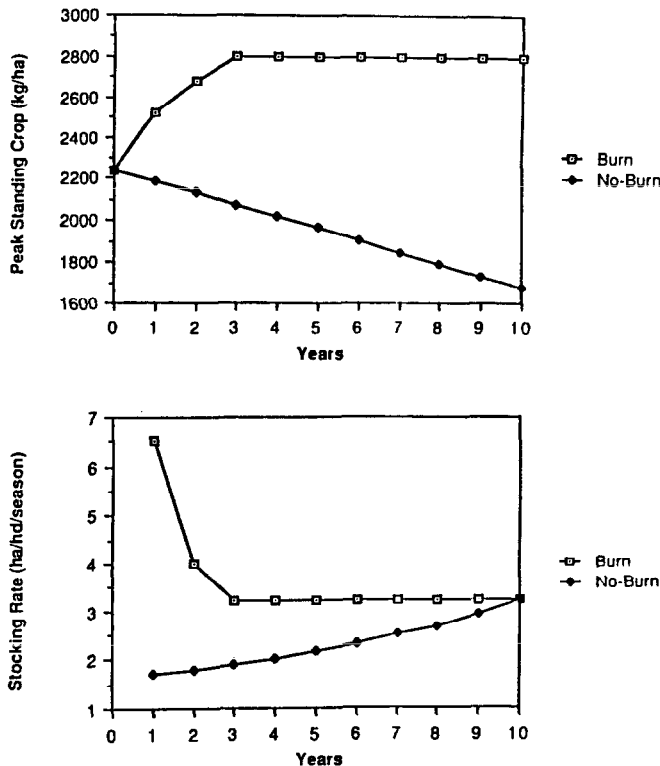 Peak Standing Crop (kg/ha)
3000
2800
2600
2400
2200
2000
1800
1600
0 1 2 3 4 5 6 7 8 9 10
Years
Burn
No-Burn
Stocking Rate (ha/hd/season)
7
6
5
4
3
2
1
0 1 2 3 4 5 6 7 8 9 10
Years
Burn
No-Burn